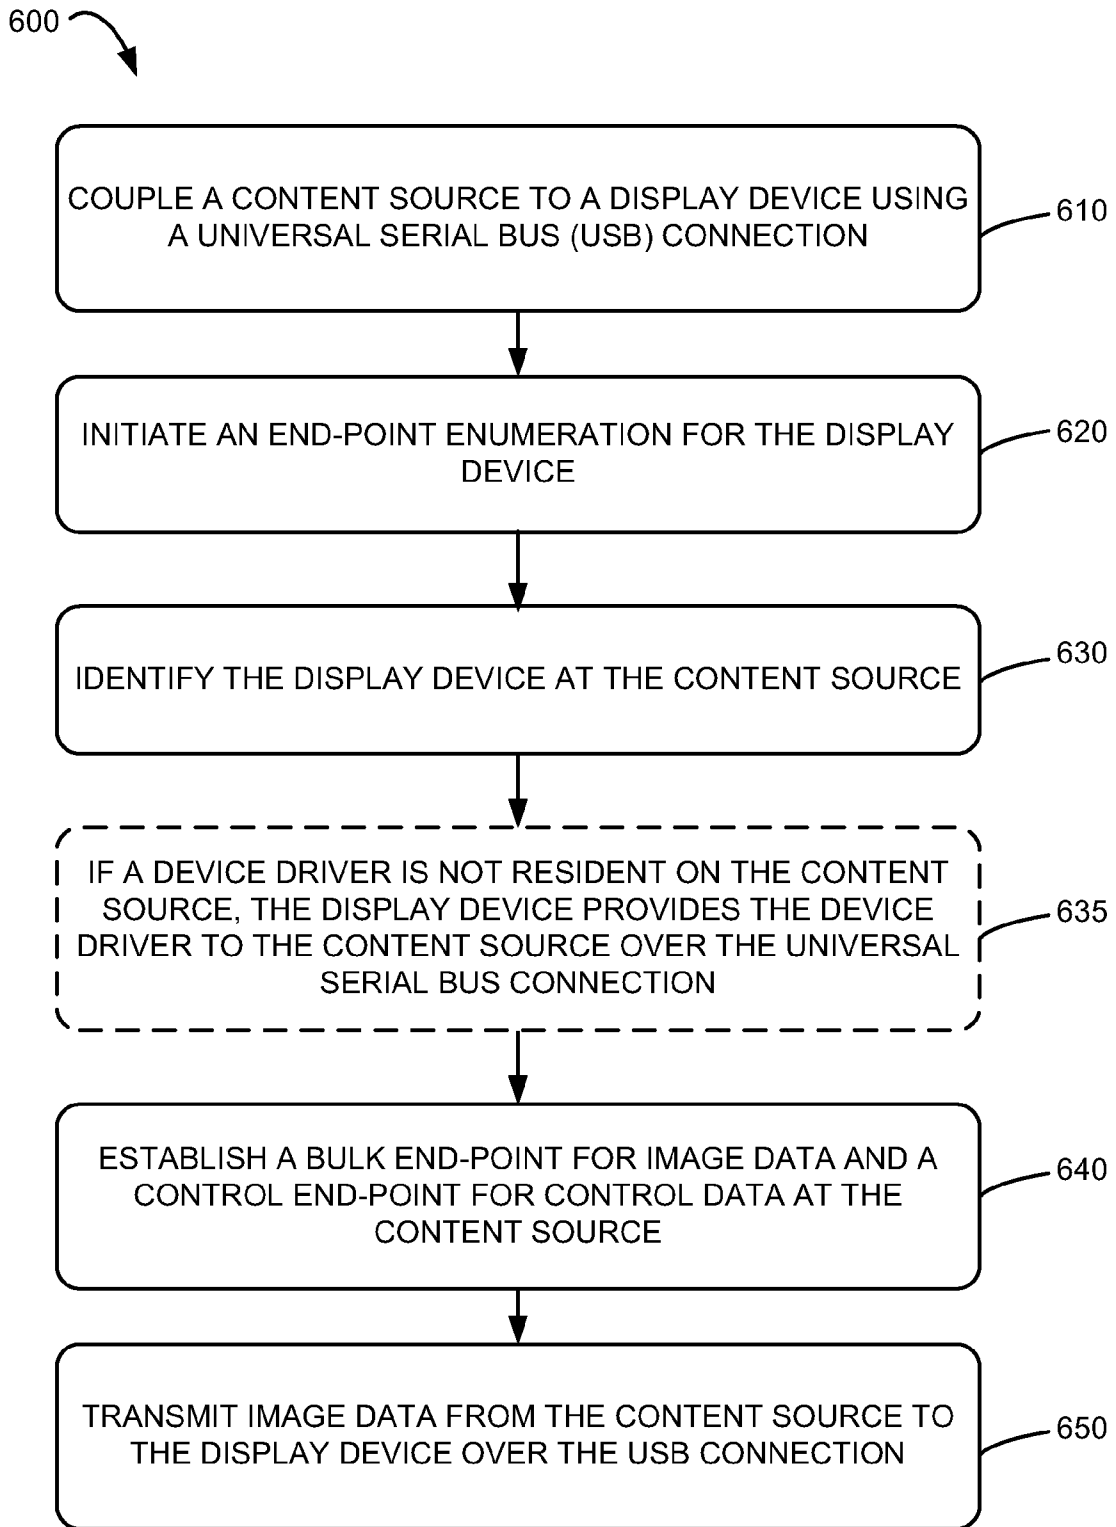 600
COUPLE A CONTENT SOURCE TO A DISPLAY DEVICE USING
A UNIVERSAL SERIAL BUS (USB) CONNECTION
610
INITIATE AN END-POINT ENUMERATION FOR THE DISPLAY
DEVICE
620
IDENTIFY THE DISPLAY DEVICE AT THE CONTENT SOURCE
630
IF A DEVICE DRIVER IS NOT RESIDENT ON THE CONTENT
SOURCE, THE DISPLAY DEVICE PROVIDES THE DEVICE
DRIVER TO THE CONTENT SOURCE OVER THE UNIVERSAL
SERIAL BUS CONNECTION
635
ESTABLISH A BULK END-POINT FOR IMAGE DATA AND A
CONTROL END-POINT FOR CONTROL DATA AT THE
CONTENT SOURCE
640
TRANSMIT IMAGE DATA FROM THE CONTENT SOURCE TO
THE DISPLAY DEVICE OVER THE USB CONNECTION
650